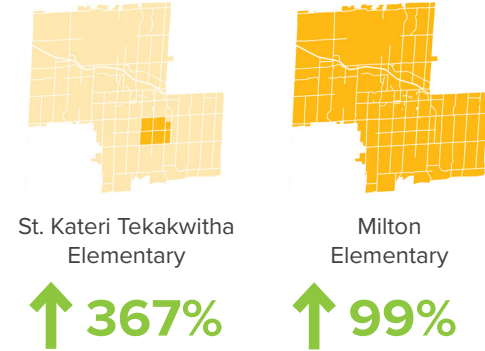 St. Kateri Tekakwitha
Elementary
367%
Milton
Elementary
99%